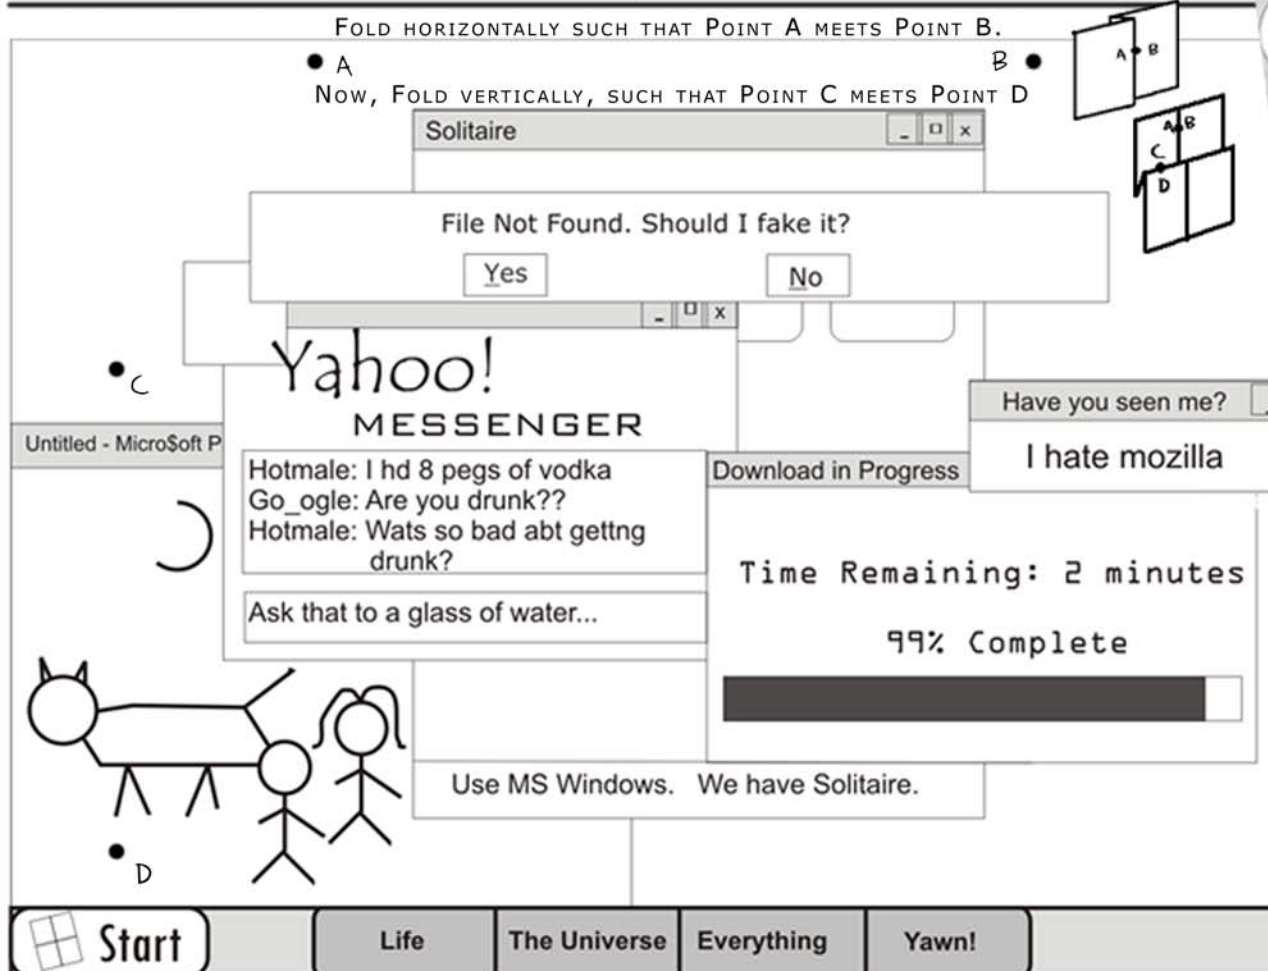 Fold horizontally such that Point A meets Point B.
A
B
Now, Fold vertically, such that Point C meets Point D
A B
A B
C
D
Solitaire
_ x
File Not Found. Should I fake it?
Yes No
_ x
Yahoo!
MESSENGER
C
Untitled - Micro$oft P
Hotmale: I hd 8 pegs of vodka
Go_ogle: Are you drunk??
Hotmale: Wats so bad abt gettng
drunk?
Ask that to a glass of water...
Have you seen me?
I hate mozilla
Download in Progress
Time Remaining: 2 minutes
99% Complete
Use MS Windows. We have Solitaire.
D
Start
Life
The Universe
Everything
Yawn!